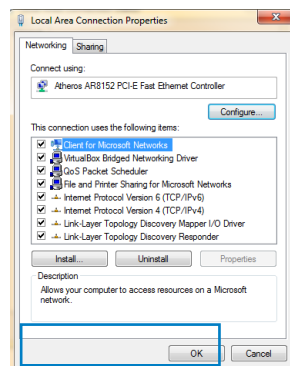 Local Area Connection Properties
Networking Sharing
Connect using:
Atheros AR8152 PCI-E Fast Ethernet Controller
Configure...
This connection uses the following items:
Client for Microsoft Networks
VirtualBox Bridged Networking Driver
QoS Packet Scheduler
File and Printer Sharing for Microsoft Networks
Internet Protocol Version 6 (TCP/IPv6)
Internet Protocol Version 4 (TCP/IPv4)
Link-Layer Topology Discovery Mapper I/O Driver
Link-Layer Topology Discovery Responder
Install... Uninstall Properties
Description
Allows your computer to access resources on a Microsoft
network.
OK Cancel